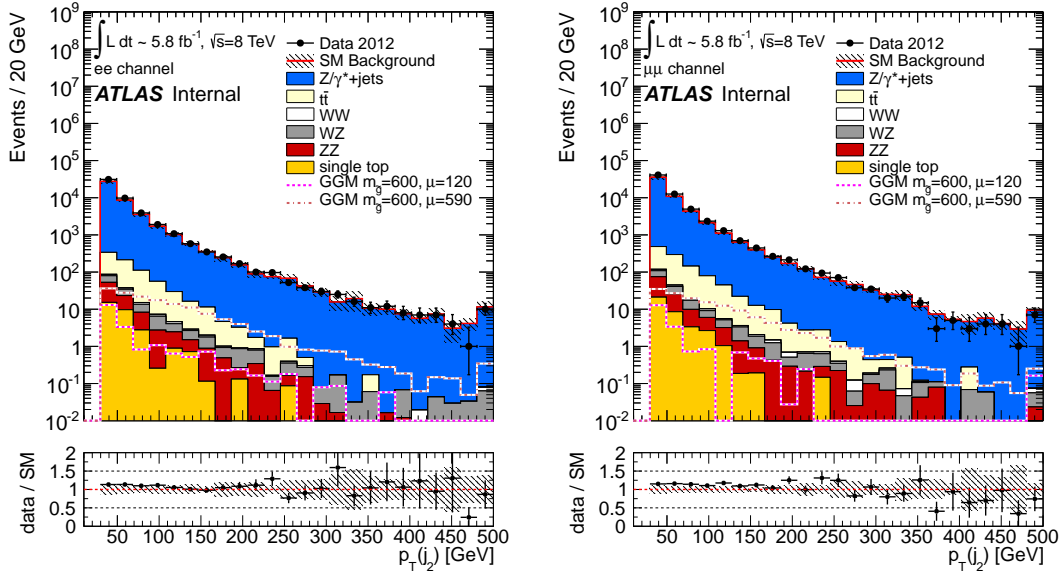 ∫ L dt ~ 5.8 fb⁻¹, √s=8 TeV
ee channel
ATLAS Internal
Data 2012
SM Background
Z/γ*+jets
tt̄
WW
WZ
ZZ
single top
GGM m_g=600, μ=120
GGM m_g=600, μ=590
Events / 20 GeV
10⁹
10⁸
10⁷
10⁶
10⁵
10⁴
10³
10²
10
1
10⁻¹
10⁻²
data / SM
2
1.5
1
0.5
0
50 100 150 200 250 300 350 400 450 500
p_T(j₂) [GeV]
∫ L dt ~ 5.8 fb⁻¹, √s=8 TeV
μμ channel
ATLAS Internal
Data 2012
SM Background
Z/γ*+jets
tt̄
WW
WZ
ZZ
single top
GGM m_g=600, μ=120
GGM m_g=600, μ=590
Events / 20 GeV
10⁹
10⁸
10⁷
10⁶
10⁵
10⁴
10³
10²
10
1
10⁻¹
10⁻²
data / SM
2
1.5
1
0.5
0
50 100 150 200 250 300 350 400 450 500
p_T(j₂) [GeV]